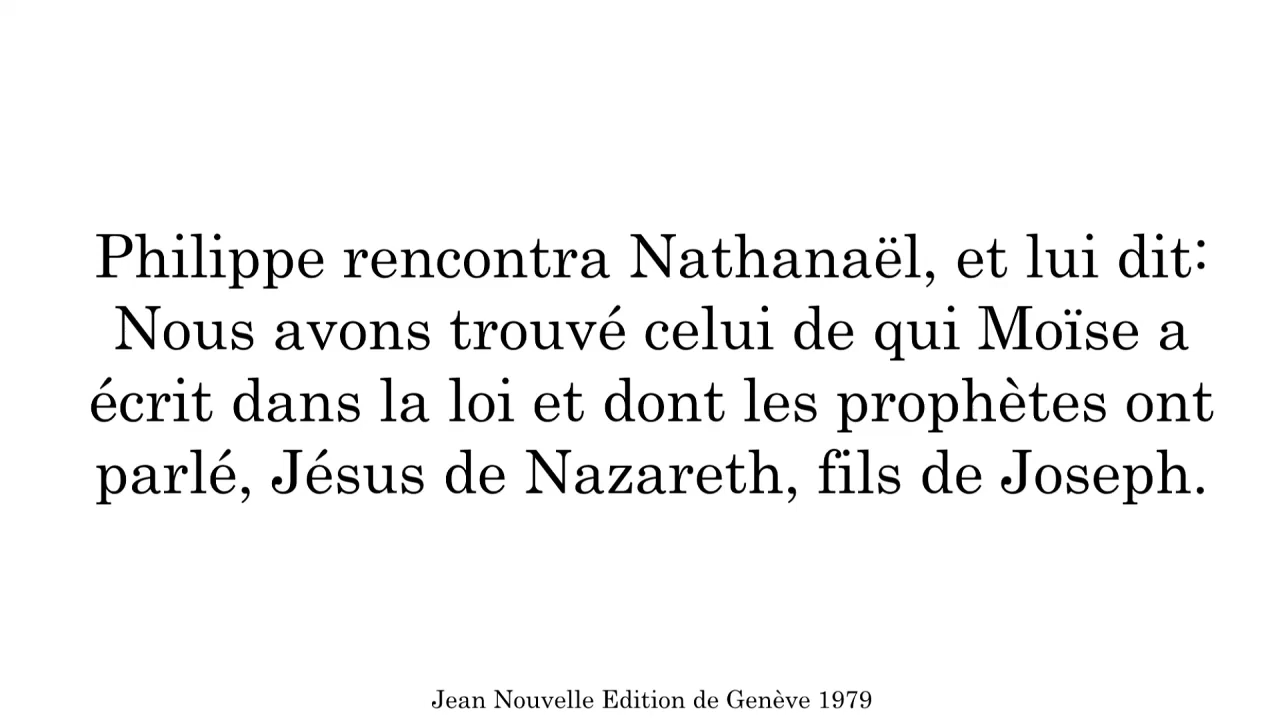 Philippe rencontra Nathanaël, et lui dit:
Nous avons trouvé celui de qui Moïse a
écrit dans la loi et dont les prophètes ont
parlé, Jésus de Nazareth, fils de Joseph.
Jean Nouvelle Edition de Genève 1979